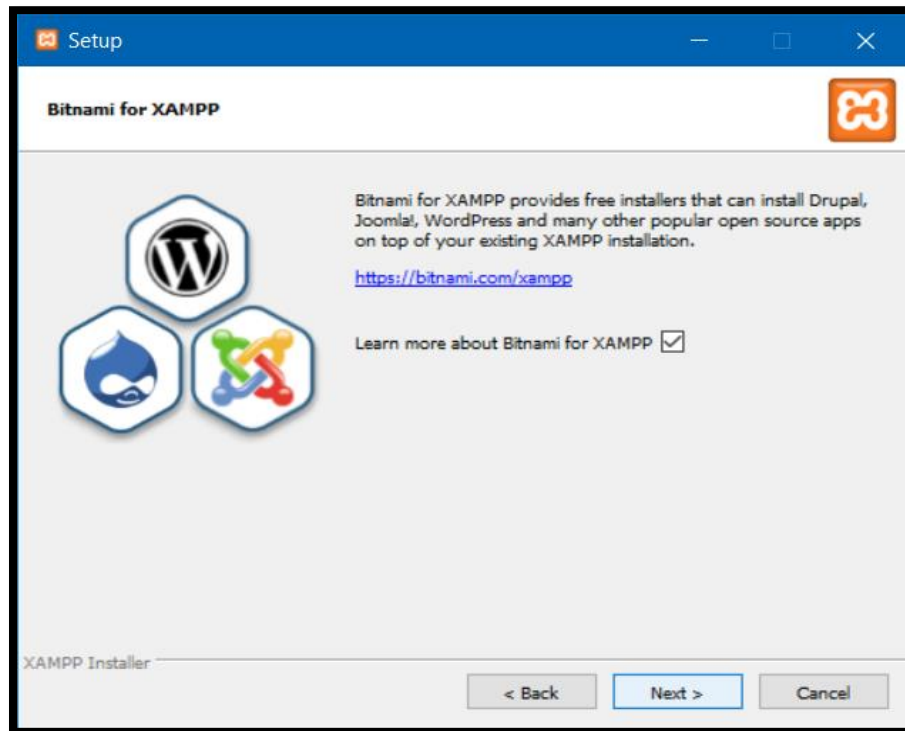 Setup
Bitnami for XAMPP
Bitnami for XAMPP provides free installers that can install Drupal,
Joomla!, WordPress and many other popular open source apps
on top of your existing XAMPP installation.
https://bitnami.com/xampp
Learn more about Bitnami for XAMPP
XAMPP Installer
< Back
Next >
Cancel